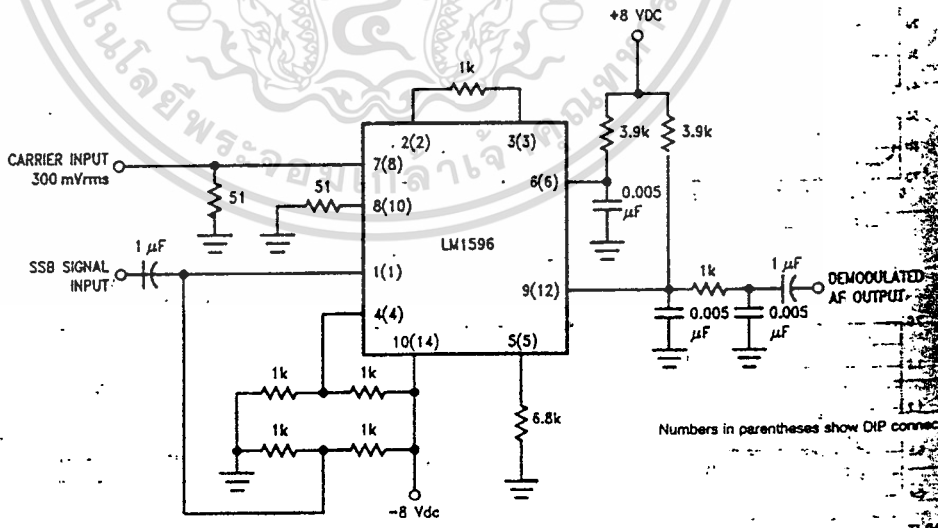 +8 VDC
1k
3.9k
3.9k
2(2)
3(3)
CARRIER INPUT
300 mVrms
7(8)
6(6)
51
51
8(10)
0.005
µF
LM1596
1 µF
SSB SIGNAL
INPUT
1(1)
9(12)
1k
1 µF
DEMODULATED
AF OUTPUT
4(4)
0.005
µF
0.005
µF
10(14)
5(5)
1k
1k
1k
1k
6.8k
Numbers in parentheses show DIP
-8 Vdc